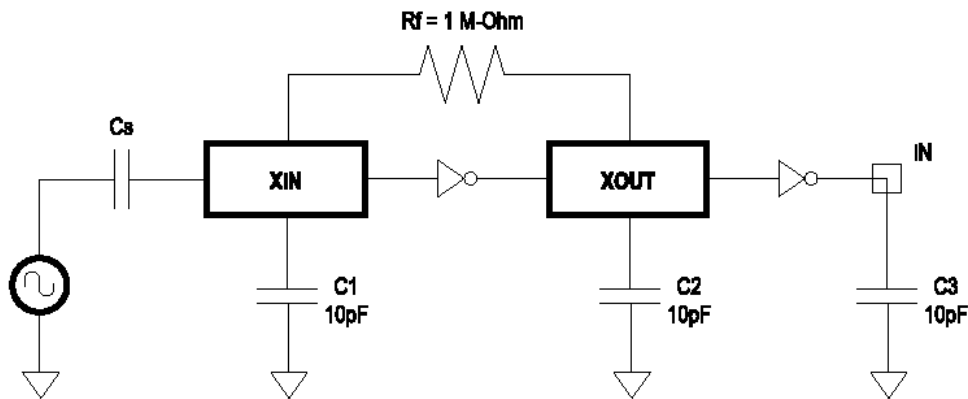 Rf = 1 M-Ohm
Cs
XIN
XOUT
IN
C1
10pF
C2
10pF
C3
10pF